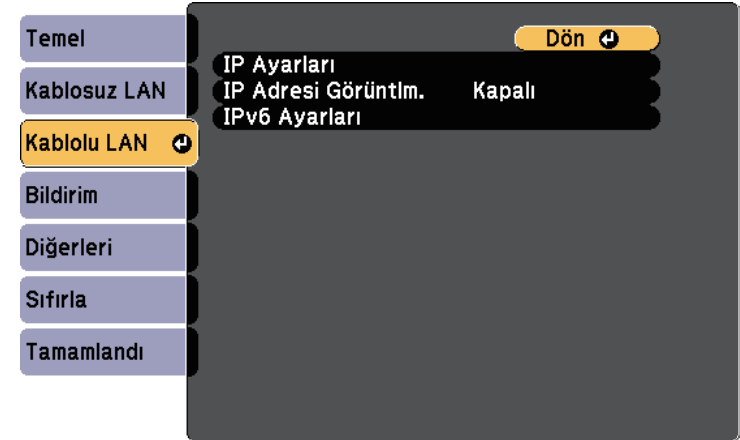 Temel
Kablosuz LAN
Kablolu LAN
Bildirim
Diğerleri
Sıfırla
Tamamlandı
Dön
IP Ayarları
IP Adresi Görüntlm. Kapalı
IPv6 Ayarları